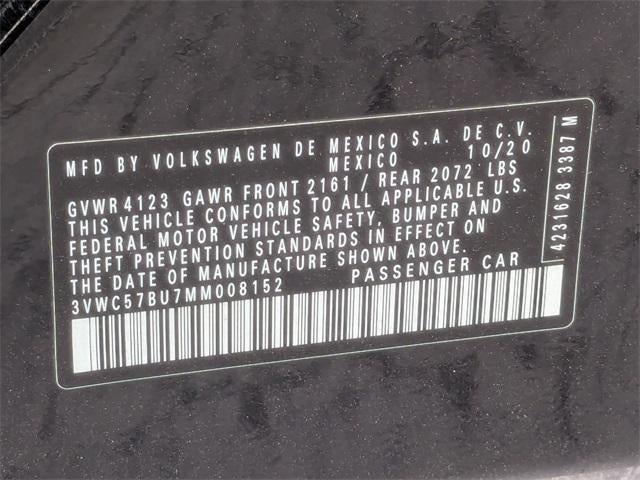 MFD BY VOLKSWAGEN DE MEXICO S.A. DE C.V.
MEXICO 10/20
GVWR 4123 GAWR FRONT 2161 / REAR 2072 LBS
THIS VEHICLE CONFORMS TO ALL APPLICABLE U.S.
FEDERAL MOTOR VEHICLE SAFETY, BUMPER AND
THEFT PREVENTION STANDARDS IN EFFECT ON
THE DATE OF MANUFACTURE SHOWN ABOVE.
3VWC57BU7MM008152 PASSENGER CAR
4231628 3387 M